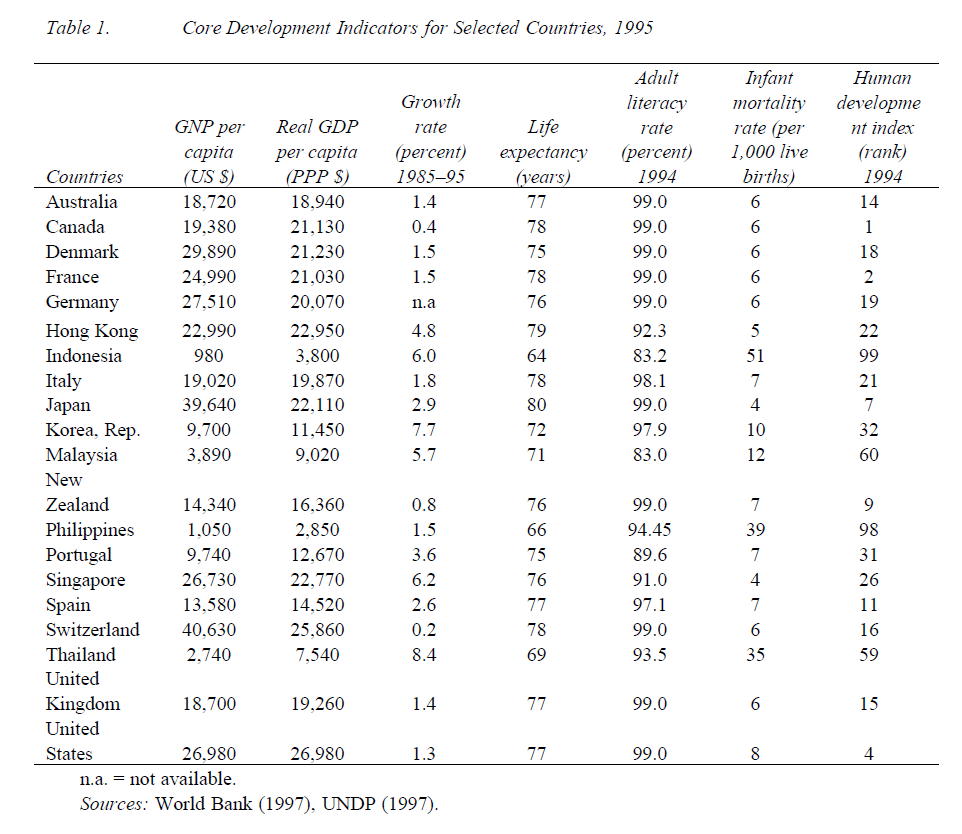 Table 1. Core Development Indicators for Selected Countries, 1995
Adult Infant Human
Growth literacy mortality developme
GNP per Real GDP rate Life rate rate (per nt index
capita per capita (percent) expectancy (percent) 1,000 live (rank)
Countries (US $) (PPP $) 1985–95 (years) 1994 births) 1994
Australia 18,720 18,940 1.4 77 99.0 6 14
Canada 19,380 21,130 0.4 78 99.0 6 1
Denmark 29,890 21,230 1.5 75 99.0 6 18
France 24,990 21,030 1.5 78 99.0 6 2
Germany 27,510 20,070 n.a 76 99.0 6 19
Hong Kong 22,990 22,950 4.8 79 92.3 5 22
Indonesia 980 3,800 6.0 64 83.2 51 99
Italy 19,020 19,870 1.8 78 98.1 7 21
Japan 39,640 22,110 2.9 80 99.0 4 7
Korea, Rep. 9,700 11,450 7.7 72 97.9 10 32
Malaysia 3,890 9,020 5.7 71 83.0 12 60
New
Zealand 14,340 16,360 0.8 76 99.0 7 9
Philippines 1,050 2,850 1.5 66 94.45 39 98
Portugal 9,740 12,670 3.6 75 89.6 7 31
Singapore 26,730 22,770 6.2 76 91.0 4 26
Spain 13,580 14,520 2.6 77 97.1 7 11
Switzerland 40,630 25,860 0.2 78 99.0 6 16
Thailand 2,740 7,540 8.4 69 93.5 35 59
United
Kingdom 18,700 19,260 1.4 77 99.0 6 15
United
States 26,980 26,980 1.3 77 99.0 8 4
n.a. = not available.
Sources: World Bank (1997), UNDP (1997).